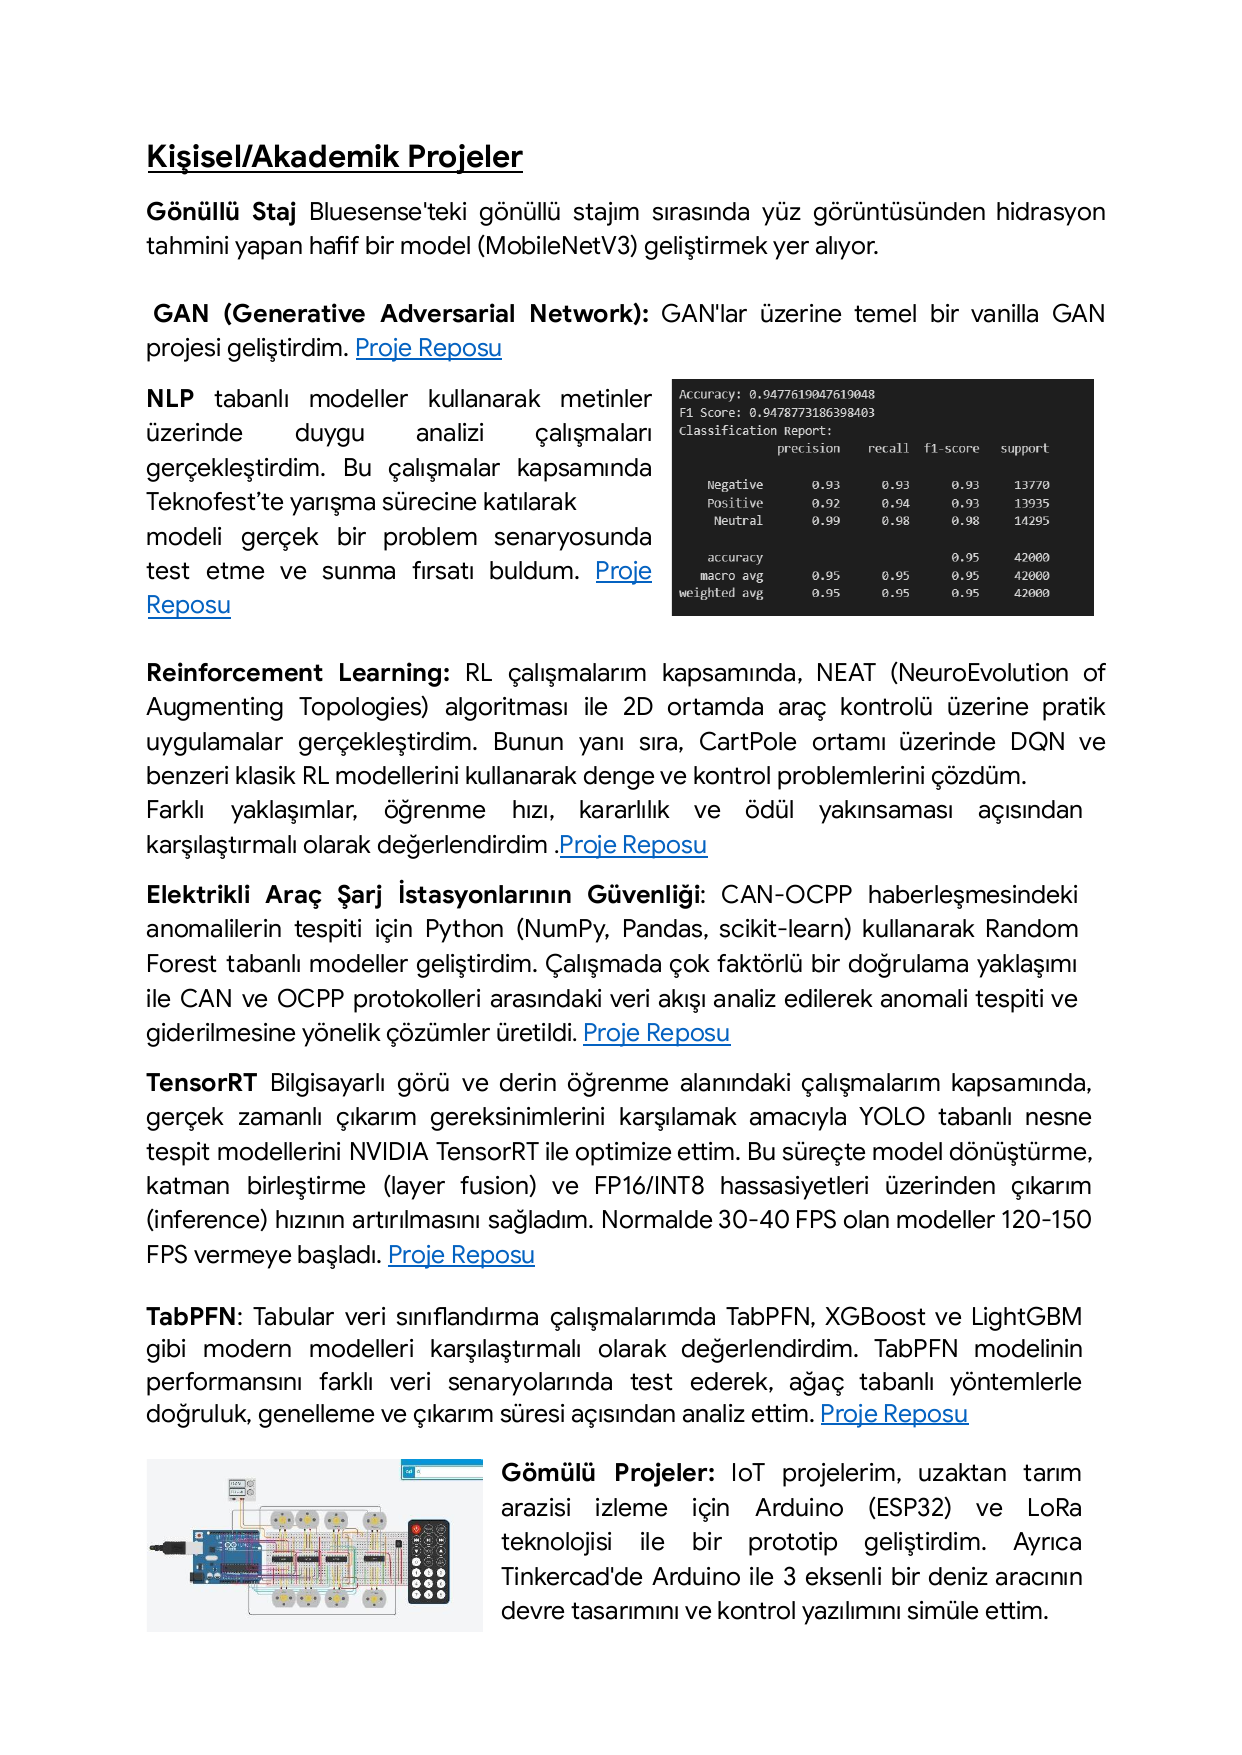 Kişisel/Akademik Projeler
Gönüllü Staj Bluesense'teki gönüllü stajım sırasında yüz görüntüsünden hidrasyon
tahmini yapan hafif bir model (MobileNetV3) geliştirmek yer alıyor.
GAN (Generative Adversarial Network): GAN'lar üzerine temel bir vanilla GAN
projesi geliştirdim. Proje Reposu
NLP tabanlı modeller kullanarak metinler
üzerinde duygu analizi çalışmaları
gerçekleştirdim. Bu çalışmalar kapsamında
Teknofest’te yarışma sürecine katılarak
modeli gerçek bir problem senaryosunda
test etme ve sunma fırsatı buldum. Proje
Reposu
Accuracy: 0.9477619047619048
F1 Score: 0.9478773186398403
Classification Report:
precision recall f1-score support
Negative 0.93 0.93 0.93 13770
Positive 0.92 0.94 0.93 13935
Neutral 0.99 0.98 0.98 14295
accuracy 0.95 42000
macro avg 0.95 0.95 0.95 42000
weighted avg 0.95 0.95 0.95 42000
Reinforcement Learning: RL çalışmalarım kapsamında, NEAT (NeuroEvolution of
Augmenting Topologies) algoritması ile 2D ortamda araç kontrolü üzerine pratik
uygulamalar gerçekleştirdim. Bunun yanı sıra, CartPole ortamı üzerinde DQN ve
benzeri klasik RL modellerini kullanarak denge ve kontrol problemlerini çözdüm.
Farklı yaklaşımlar, öğrenme hızı, kararlılık ve ödül yakınsaması açısından
karşılaştırmalı olarak değerlendirdim .Proje Reposu
Elektrikli Araç Şarj İstasyonlarının Güvenliği: CAN-OCPP haberleşmesindeki
anomalilerin tespiti için Python (NumPy, Pandas, scikit-learn) kullanarak Random
Forest tabanlı modeller geliştirdim. Çalışmada çok faktörlü bir doğrulama yaklaşımı
ile CAN ve OCPP protokolleri arasındaki veri akışı analiz edilerek anomali tespiti ve
giderilmesine yönelik çözümler üretildi. Proje Reposu
TensorRT Bilgisayarlı görü ve derin öğrenme alanındaki çalışmalarım kapsamında,
gerçek zamanlı çıkarım gereksinimlerini karşılamak amacıyla YOLO tabanlı nesne
tespit modellerini NVIDIA TensorRT ile optimize ettim. Bu süreçte model dönüştürme,
katman birleştirme (layer fusion) ve FP16/INT8 hassasiyetleri üzerinden çıkarım
(inference) hızının artırılmasını sağladım. Normalde 30-40 FPS olan modeller 120-150
FPS vermeye başladı. Proje Reposu
TabPFN: Tabular veri sınıflandırma çalışmalarımda TabPFN, XGBoost ve LightGBM
gibi modern modelleri karşılaştırmalı olarak değerlendirdim. TabPFN modelinin
performansını farklı veri senaryolarında test ederek, ağaç tabanlı yöntemlerle
doğruluk, genelleme ve çıkarım süresi açısından analiz ettim. Proje Reposu
Gömülü Projeler: IoT projelerim, uzaktan tarım
arazisi izleme için Arduino (ESP32) ve LoRa
teknolojisi ile bir prototip geliştirdim. Ayrıca
Tinkercad'de Arduino ile 3 eksenli bir deniz aracının
devre tasarımını ve kontrol yazılımını simüle ettim.